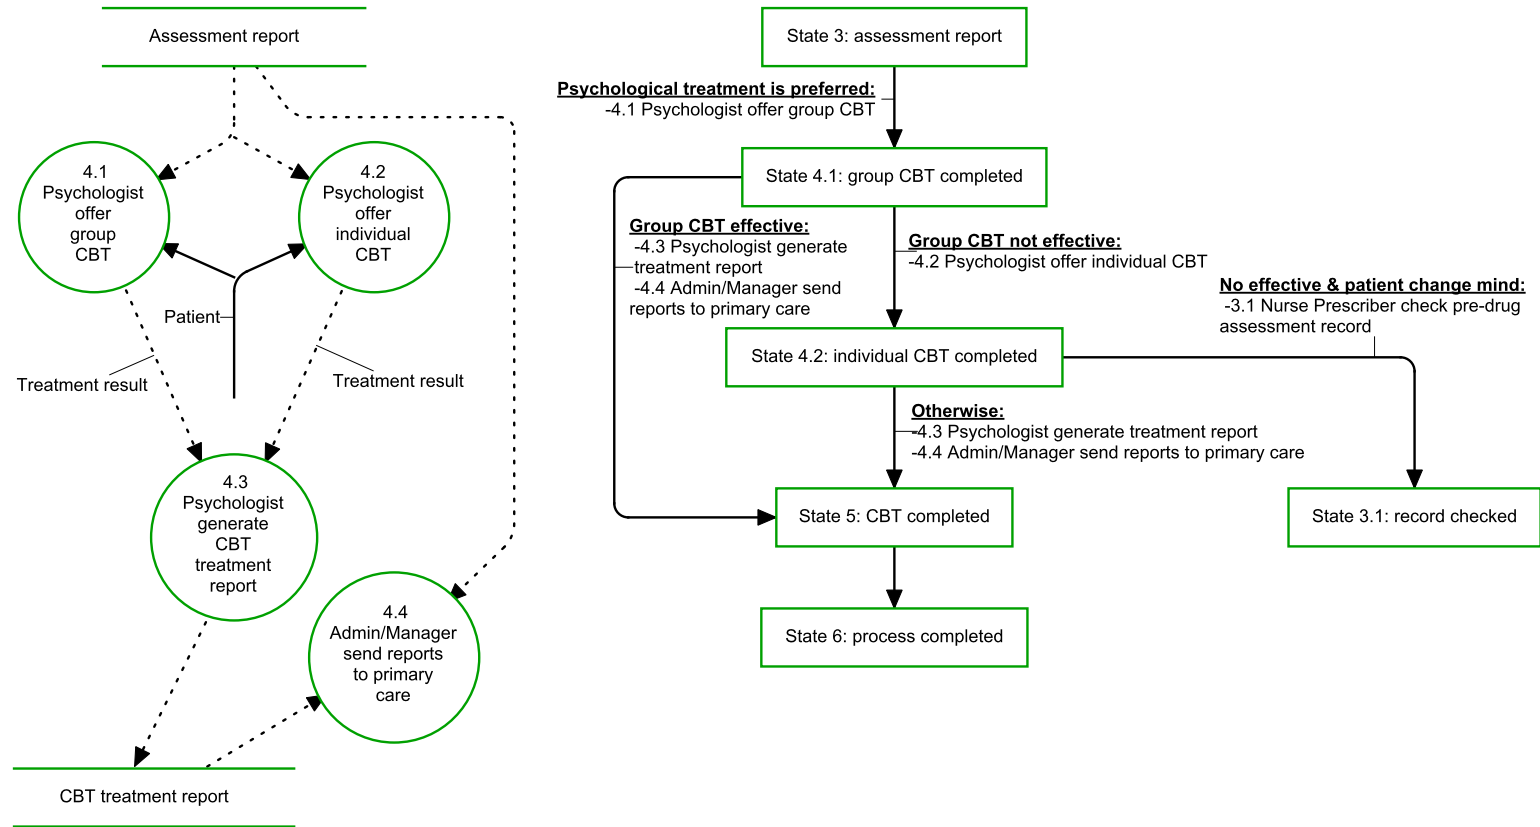 Assessment report
4.1
Psychologist
offer
group
CBT
4.2
Psychologist
offer
individual
CBT
Patient
Treatment result
Treatment result
4.3
Psychologist
generate
CBT
treatment
report
4.4
Admin/Manager
send reports
to primary
care
CBT treatment report
State 3: assessment report
Psychological treatment is preferred:
-4.1 Psychologist offer group CBT
State 4.1: group CBT completed
Group CBT effective:
-4.3 Psychologist generate
treatment report
-4.4 Admin/Manager send
reports to primary care
Group CBT not effective:
-4.2 Psychologist offer individual CBT
No effective & patient change mind:
-3.1 Nurse Prescriber check pre-drug
assessment record
State 4.2: individual CBT completed
Otherwise:
-4.3 Psychologist generate treatment report
-4.4 Admin/Manager send reports to primary care
State 5: CBT completed
State 3.1: record checked
State 6: process completed